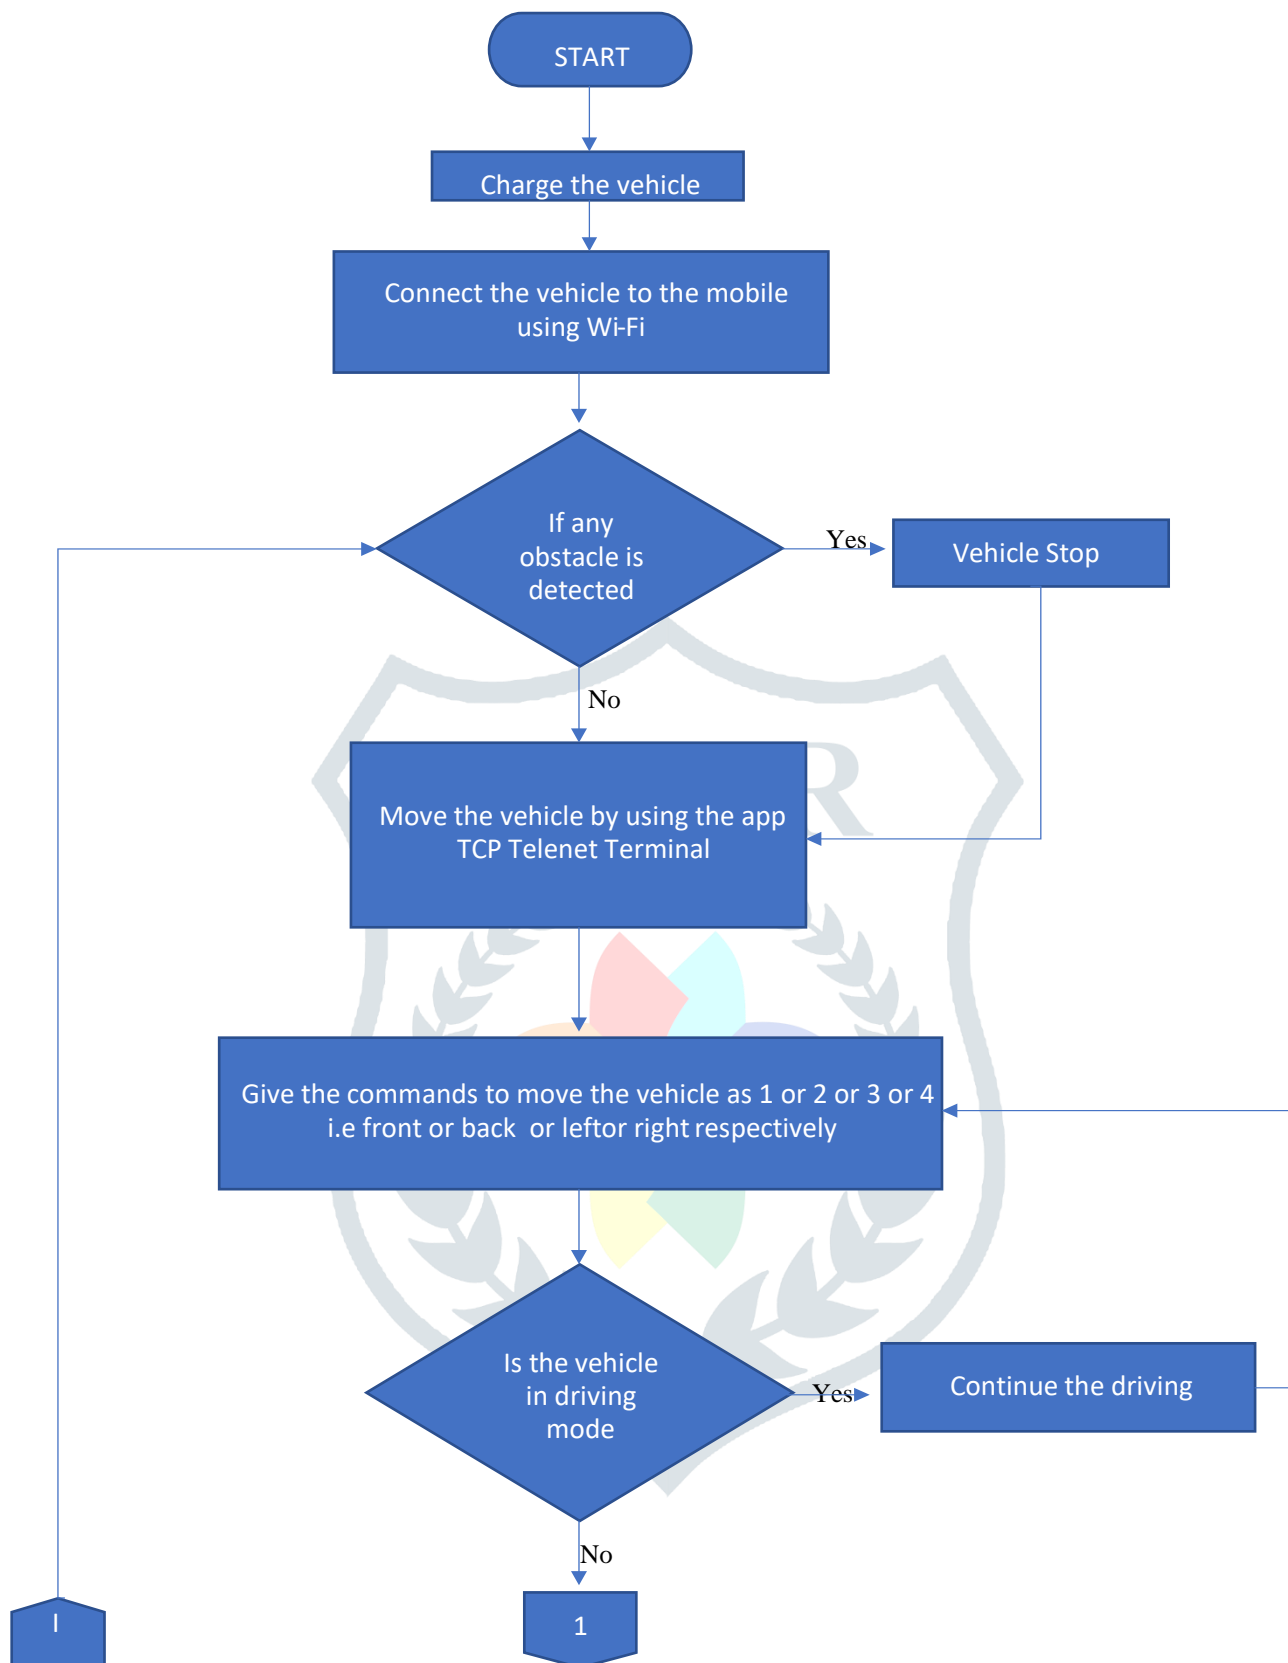 START
Charge the vehicle
Connect the vehicle to the mobile
using Wi-Fi
If any
obstacle is
detected
Yes
Vehicle Stop
No
R
Move the vehicle by using the app
TCP Telenet Terminal
Give the commands to move the vehicle as 1 or 2 or 3 or 4
i.e front or back or leftor right respectively
Is the vehicle
in driving
mode
Yes
Continue the driving
No
I
1